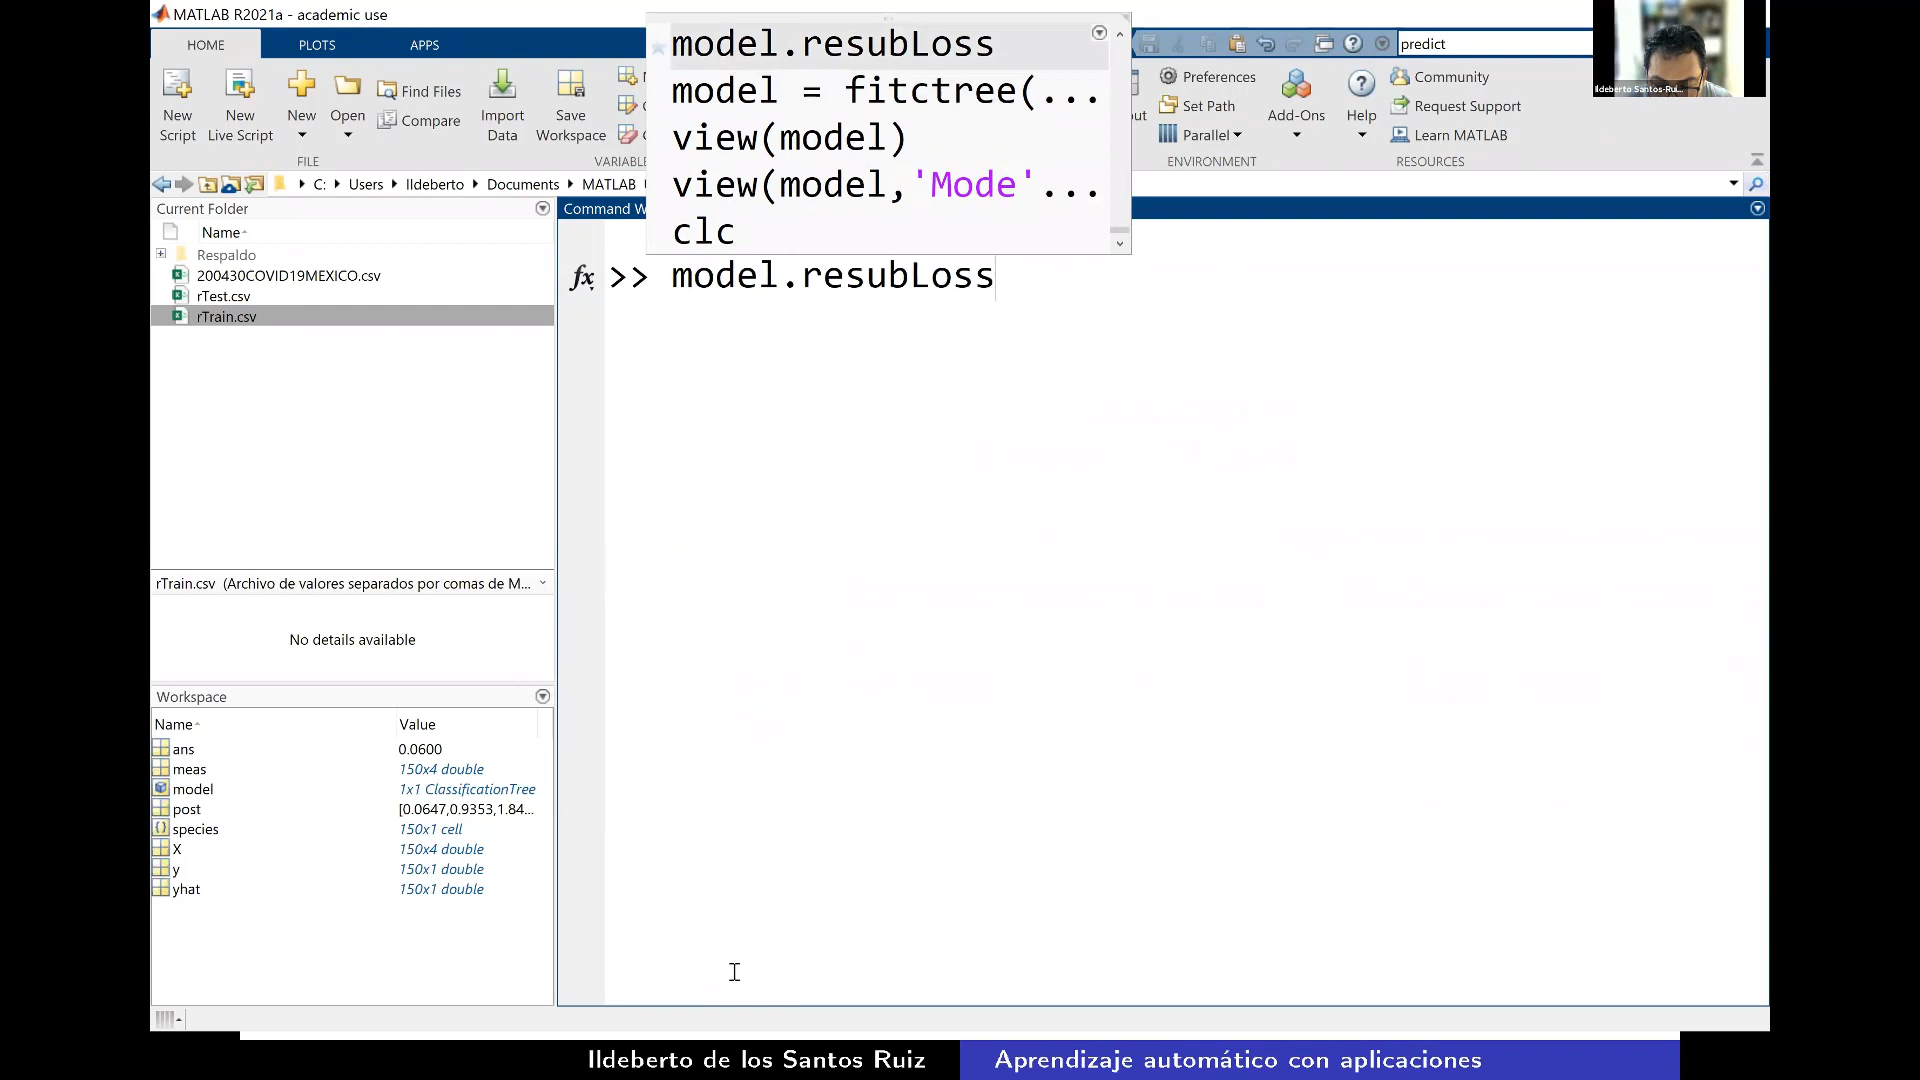 MATLAB R2021a - academic use
HOME
PLOTS
APPS
predict
New
Script
New
Live Script
New
Open
Find Files
Compare
Import
Data
Save
Workspace
Preferences
Set Path
Parallel
Add-Ons
Help
Community
Request Support
Learn MATLAB
FILE
ENVIRONMENT
RESOURCES
Ildeberto Santos-Rui...
model.resubLoss
model = fitctree(...
view(model)
view(model,'Mode'...
clc
C: Users Ildeberto Documents MATLAB
Current Folder
Name
Respaldo
200430COVID19MEXICO.csv
rTest.csv
rTrain.csv
fx >> model.resubLoss
rTrain.csv (Archivo de valores separados por comas de M...
No details available
Workspace
Name Value
ans 0.0600
meas 150x4 double
model 1x1 ClassificationTree
post [0.0647,0.9353,1.84...
species 150x1 cell
X 150x4 double
y 150x1 double
yhat 150x1 double
Ildeberto de los Santos Ruiz
Aprendizaje automático con aplicaciones